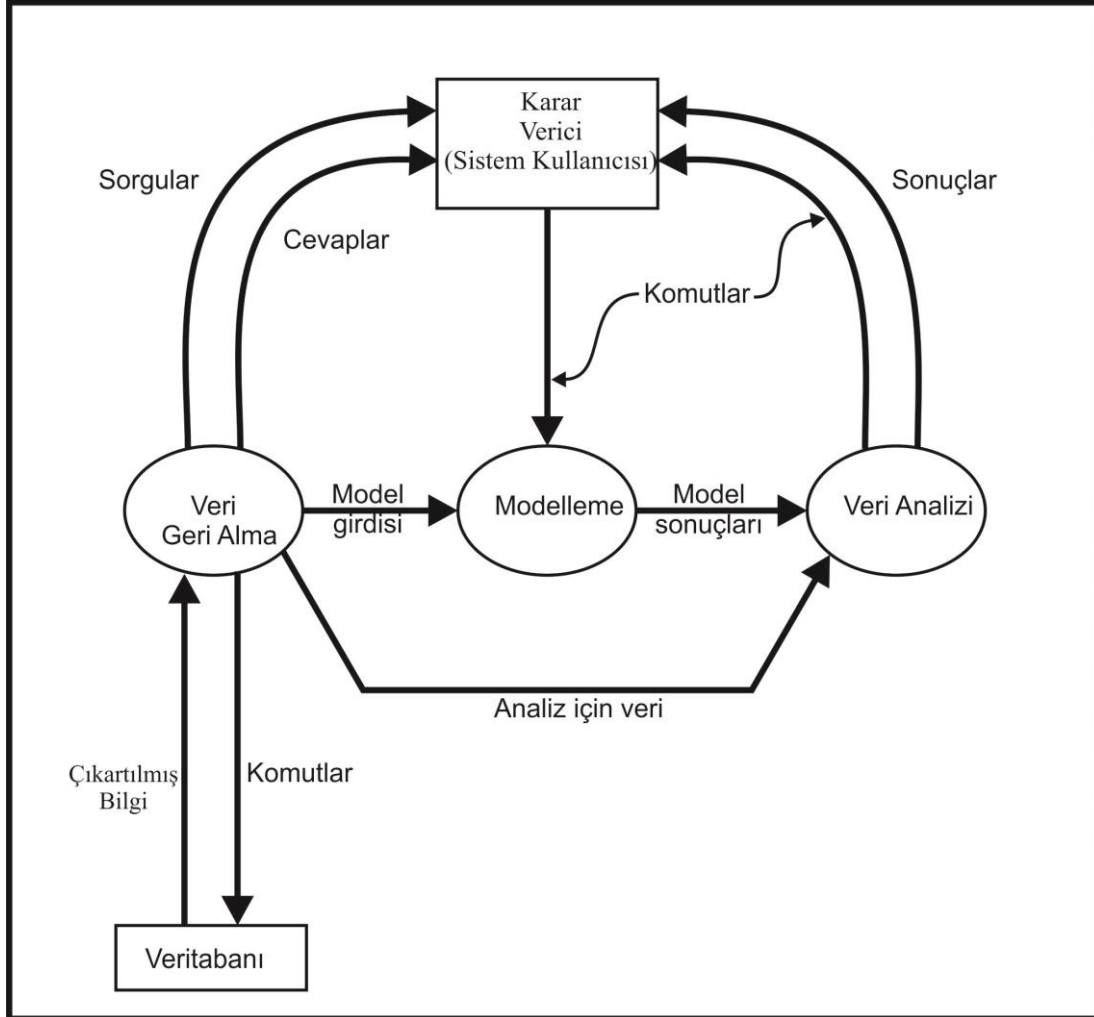 Karar
Verici
(Sistem Kullanıcısı)
Sorgular
Sonuçlar
Cevaplar
Komutlar
Veri
Geri Alma
Model
girdisi
Modelleme
Model
sonuçları
Veri Analizi
Analiz için veri
Çıkartılmış
Bilgi
Komutlar
Veritabanı